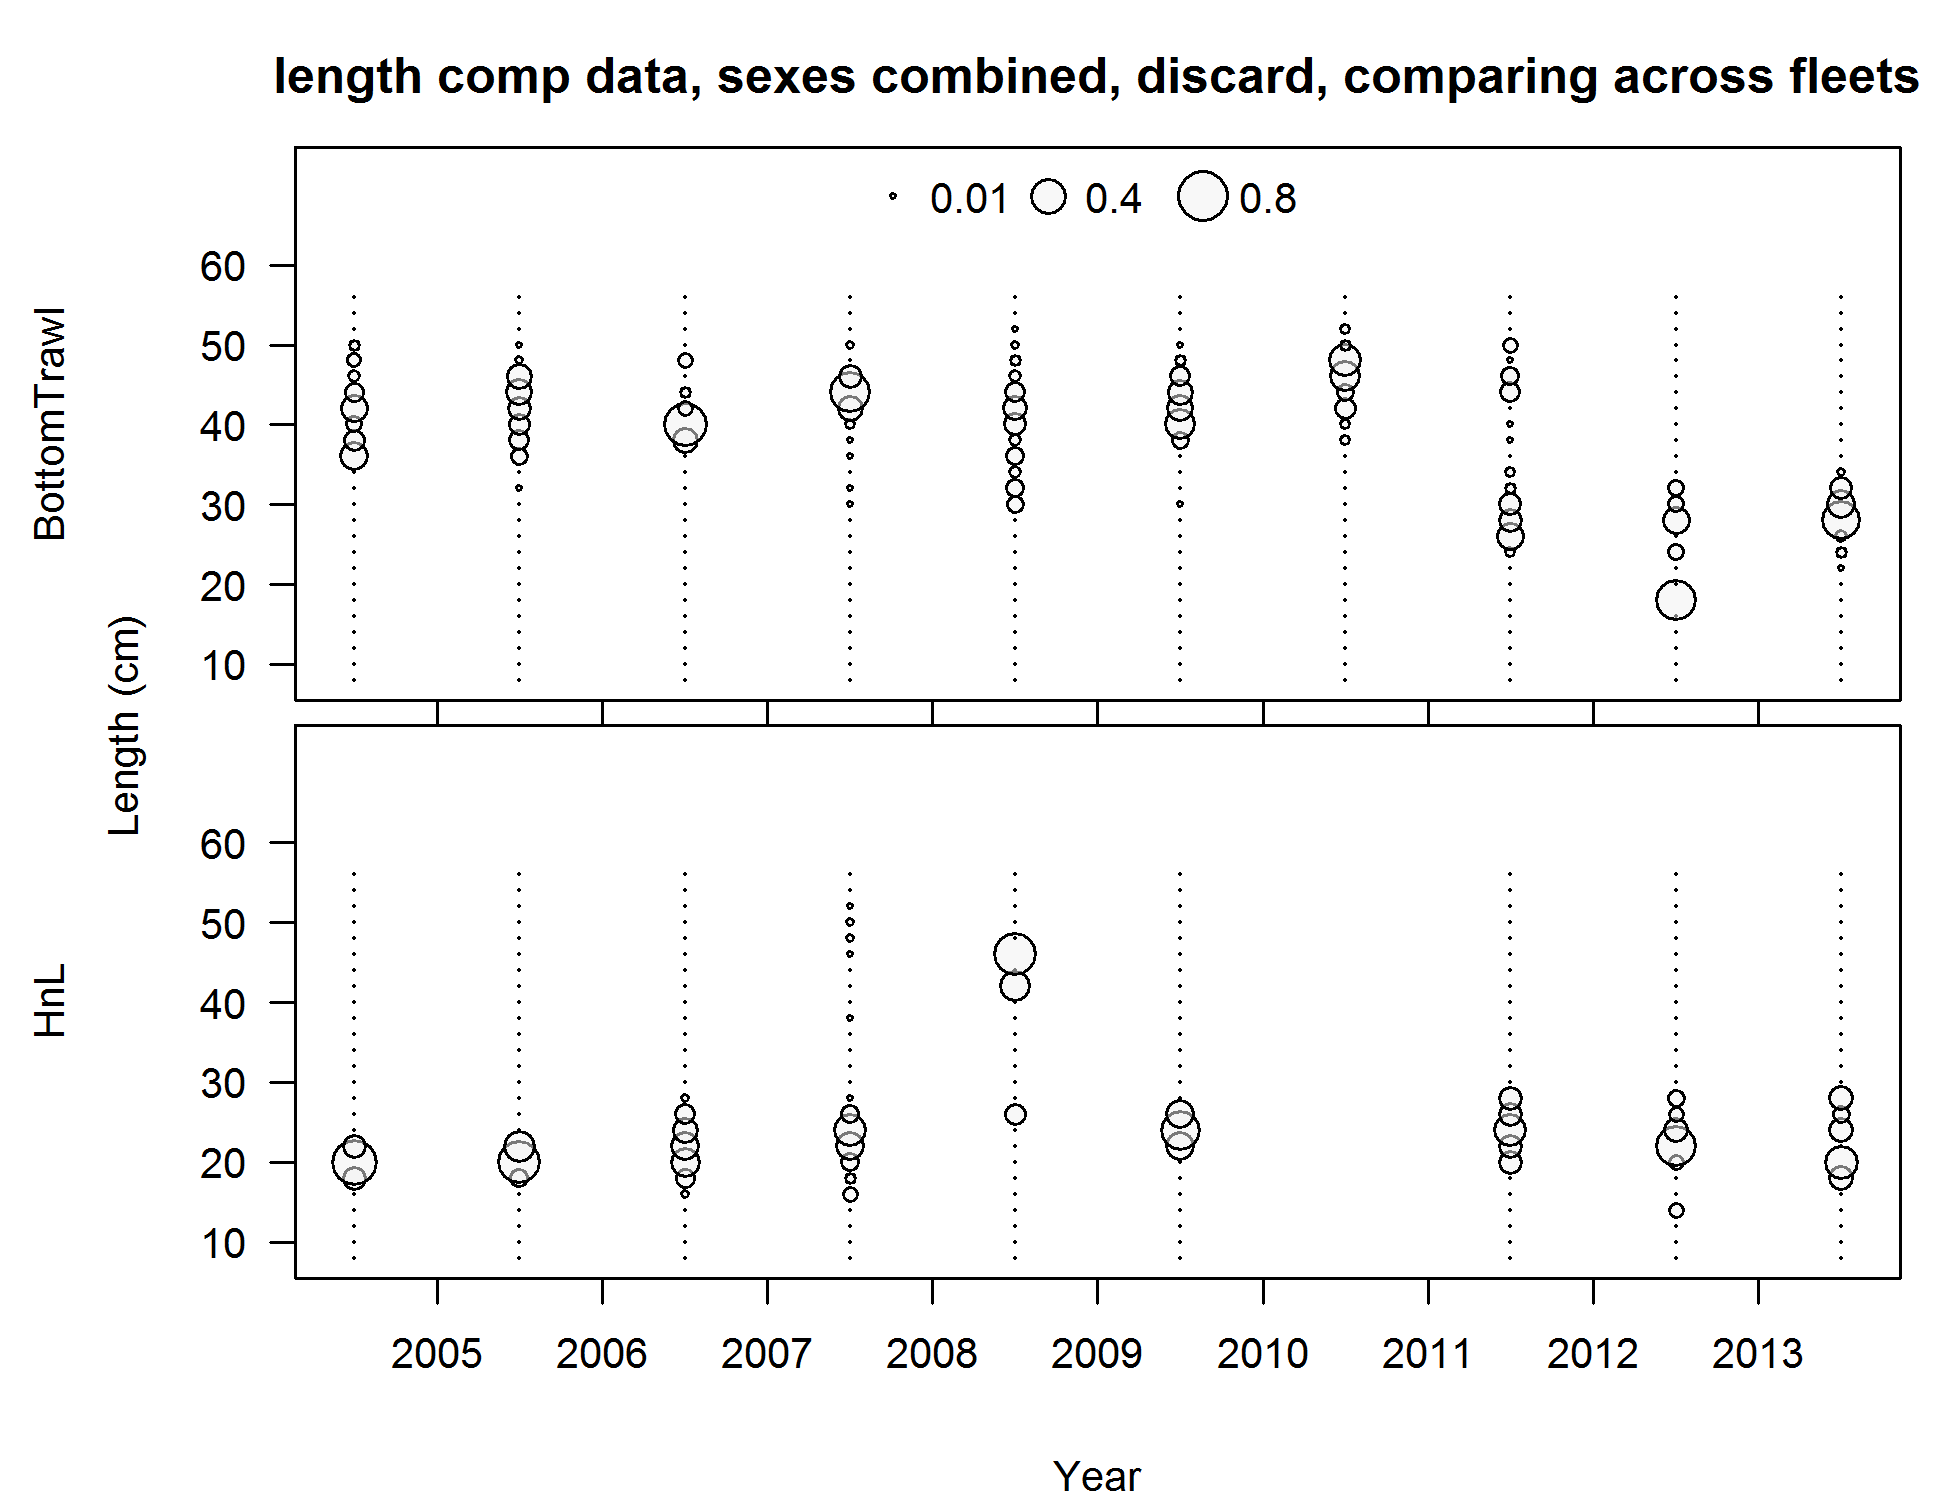 length comp data, sexes combined, discard, comparing across fleets
0.01 0.4 0.8
BottomTrawl
60
50
40
30
20
10
Length (cm)
HnL
60
50
40
30
20
10
2005 2006 2007 2008 2009 2010 2011 2012 2013
Year